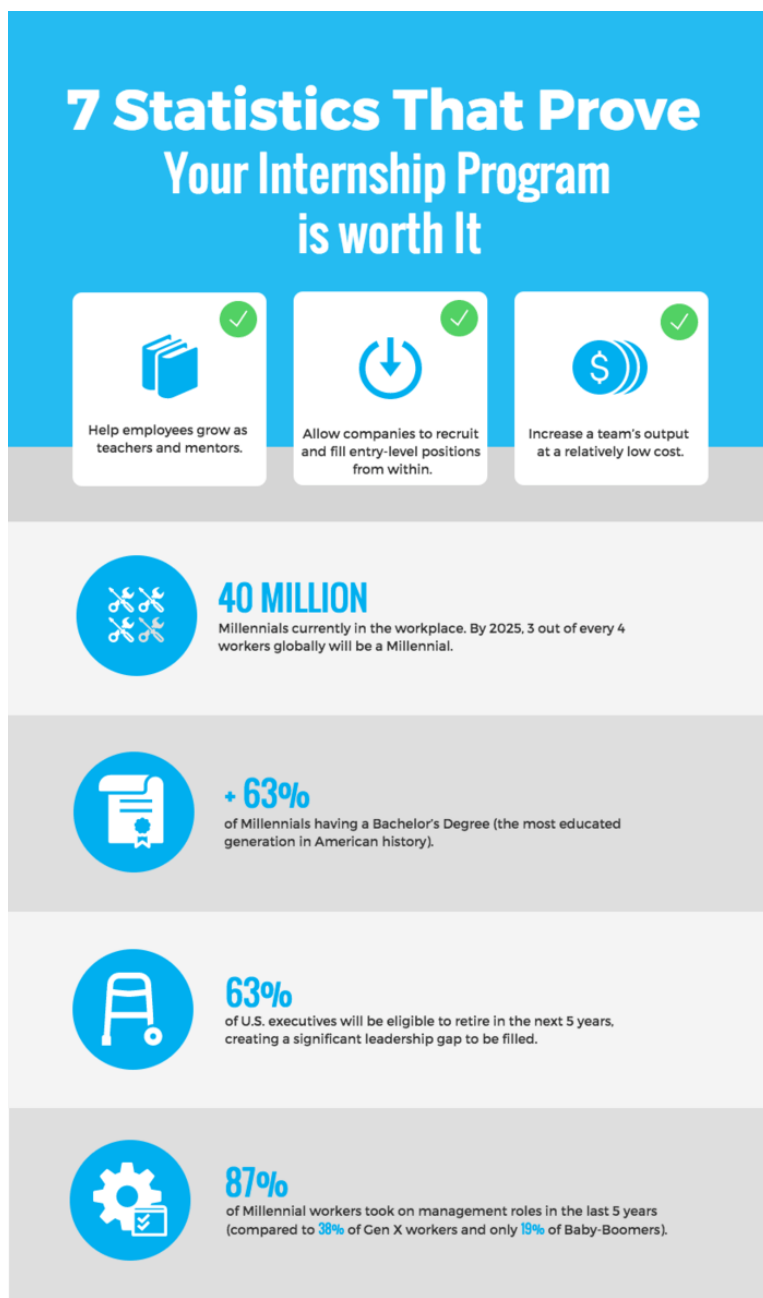 7 Statistics That Prove
Your Internship Program
is worth It
Help employees grow as
teachers and mentors.
Allow companies to recruit
and fill entry-level positions
from within.
$
Increase a team's output
at a relatively low cost.
40 MILLION
Millennials currently in the workplace. By 2025, 3 out of every 4
workers globally will be a Millennial.
+ 63%
of Millennials having a Bachelor's Degree (the most educated
generation in American history).
63%
of U.S. executives will be eligible to retire in the next 5 years,
creating a significant leadership gap to be filled.
87%
of Millennial workers took on management roles in the last 5 years
(compared to 38% of Gen X workers and only 19% of Baby-Boomers).